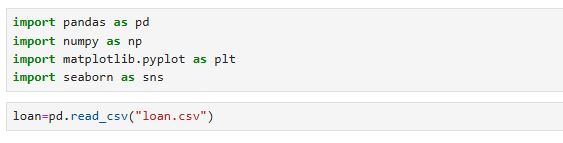 import pandas as pd
import numpy as np
import matplotlib.pyplot as plt
import seaborn as sns
loan=pd.read_csv("loan.csv")